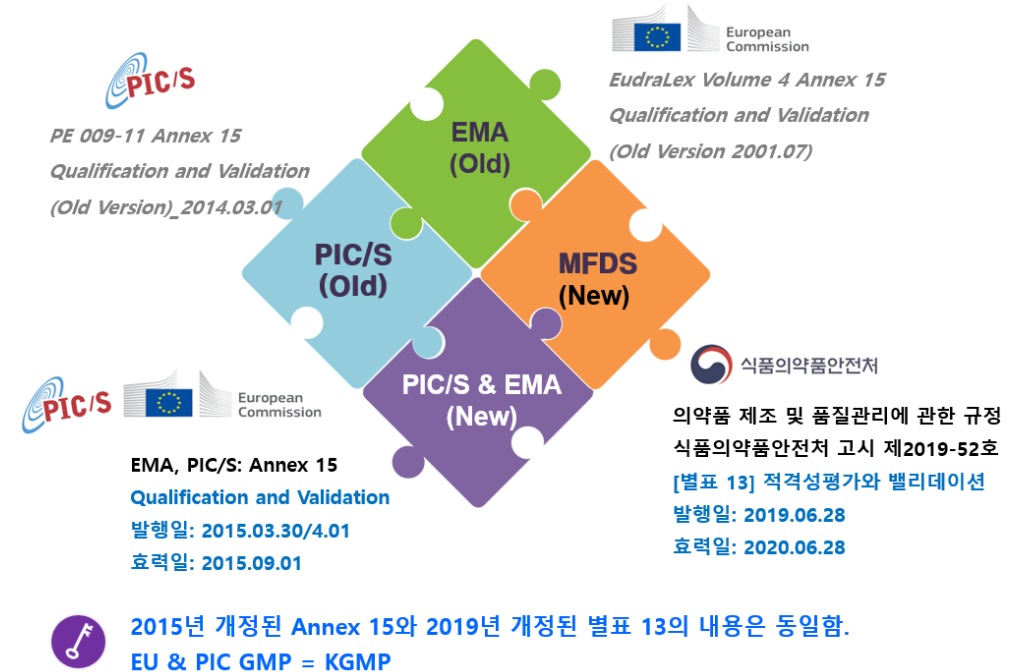 PIC/S
PE 009-11 Annex 15
Qualification and Validation
(Old Version)_2014.03.01
European
Commission
EudraLex Volume 4 Annex 15
Qualification and Validation
(Old Version 2001.07)
EMA
(Old)
PIC/S
(Old)
MFDS
(New)
PIC/S & EMA
(New)
PIC/S
European
Commission
EMA, PIC/S: Annex 15
Qualification and Validation
발행일: 2015.03.30/4.01
효력일: 2015.09.01
식품의약품안전처
의약품 제조 및 품질관리에 관한 규정
식품의약품안전처 고시 제2019-52호
[별표 13] 적격성평가와 밸리데이션
발행일: 2019.06.28
효력일: 2020.06.28
2015년 개정된 Annex 15와 2019년 개정된 별표 13의 내용은 동일함.
EU & PIC GMP = KGMP